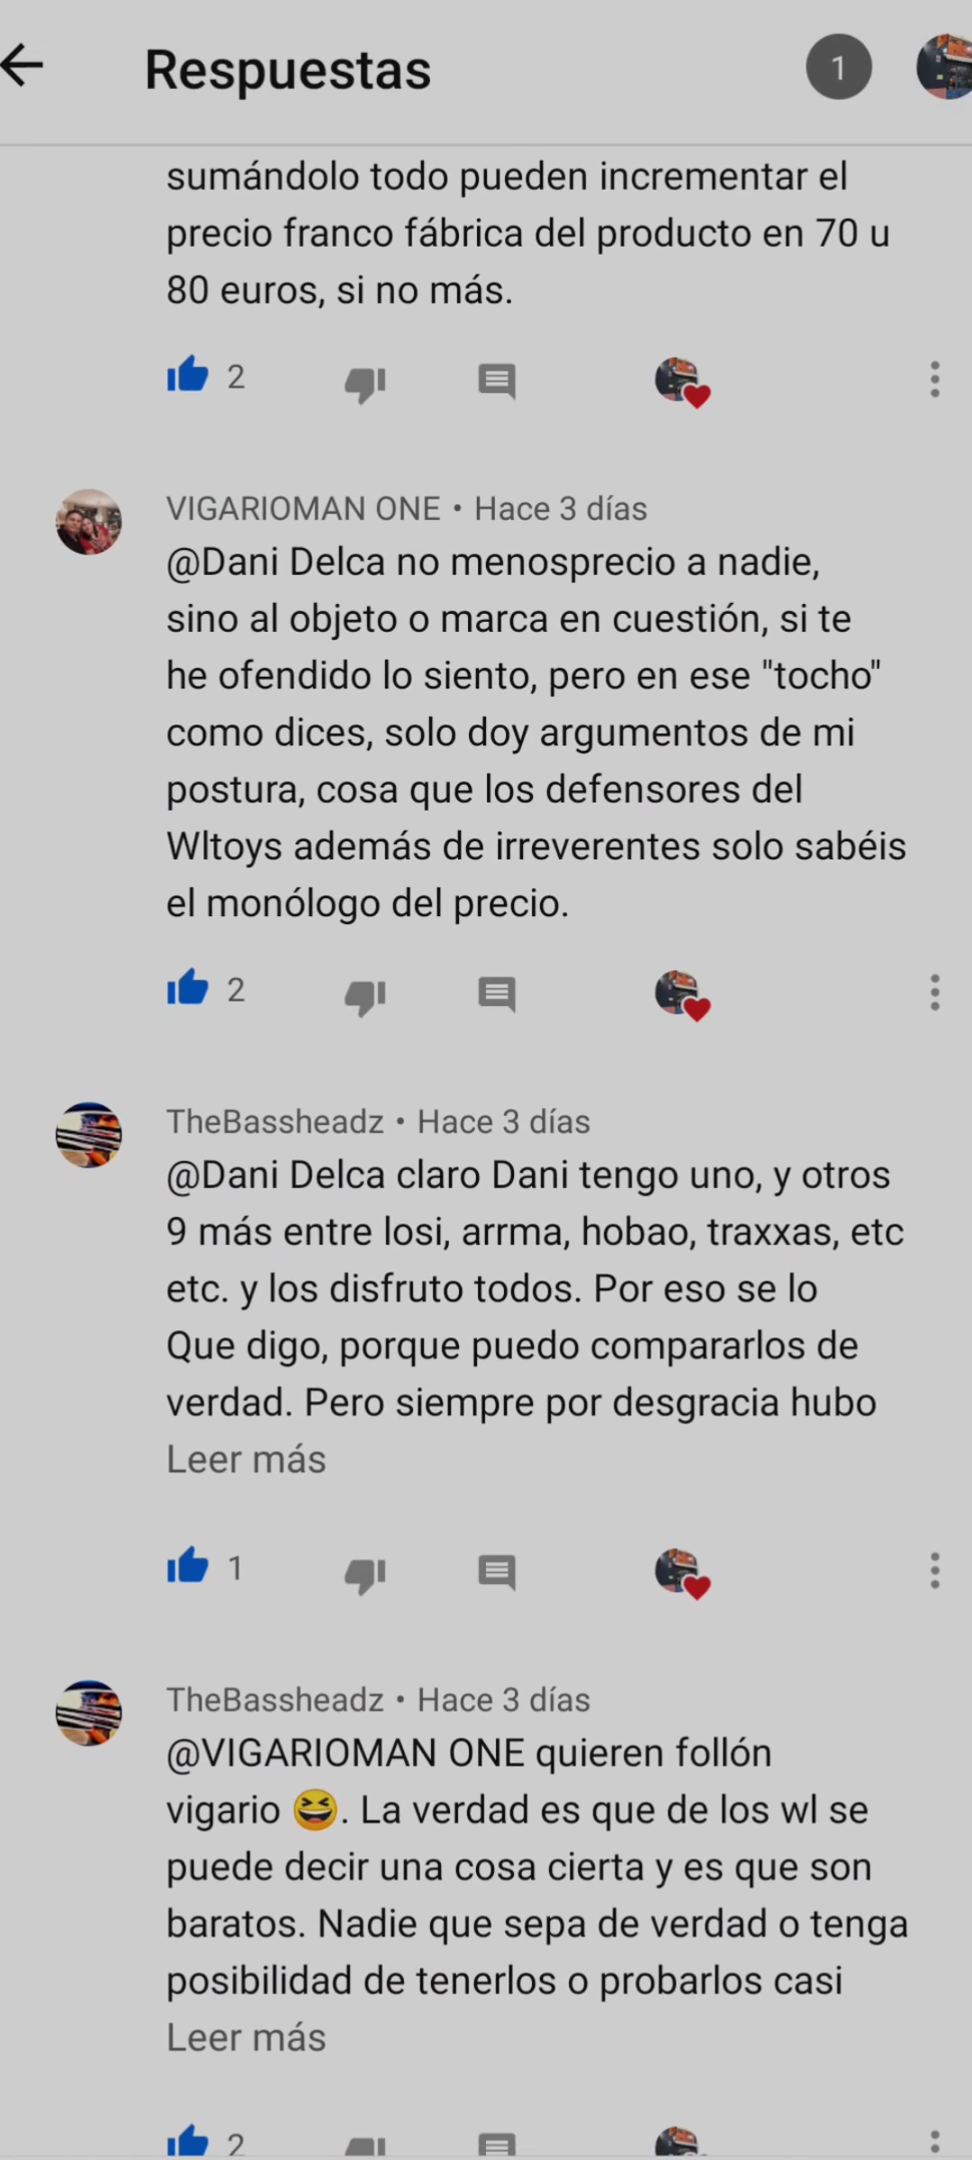 Respuestas
1
sumándolo todo pueden incrementar el
precio franco fábrica del producto en 70 u
80 euros, si no más.
2
VIGARIOMAN ONE • Hace 3 días
@Dani Delca no menosprecio a nadie,
sino al objeto o marca en cuestión, si te
he ofendido lo siento, pero en ese "tocho"
como dices, solo doy argumentos de mi
postura, cosa que los defensores del
Wltoys además de irreverentes solo sabéis
el monólogo del precio.
2
TheBassheadz • Hace 3 días
@Dani Delca claro Dani tengo uno, y otros
9 más entre losi, arrma, hobao, traxxas, etc
etc. y los disfruto todos. Por eso se lo
Que digo, porque puedo compararlos de
verdad. Pero siempre por desgracia hubo
Leer más
1
TheBassheadz • Hace 3 días
@VIGARIOMAN ONE quieren follón
vigario 😆. La verdad es que de los wl se
puede decir una cosa cierta y es que son
baratos. Nadie que sepa de verdad o tenga
posibilidad de tenerlos o probarlos casi
Leer más
2